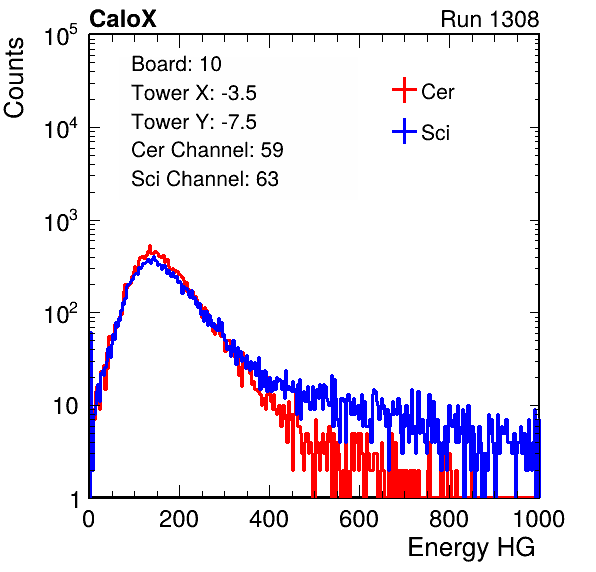 CaloX Run 1308
Counts
10^5
10^4
10^3
10^2
10
1
Board: 10
Tower X: -3.5
Tower Y: -7.5
Cer Channel: 59
Sci Channel: 63
Cer
Sci
0 200 400 600 800 1000
Energy HG